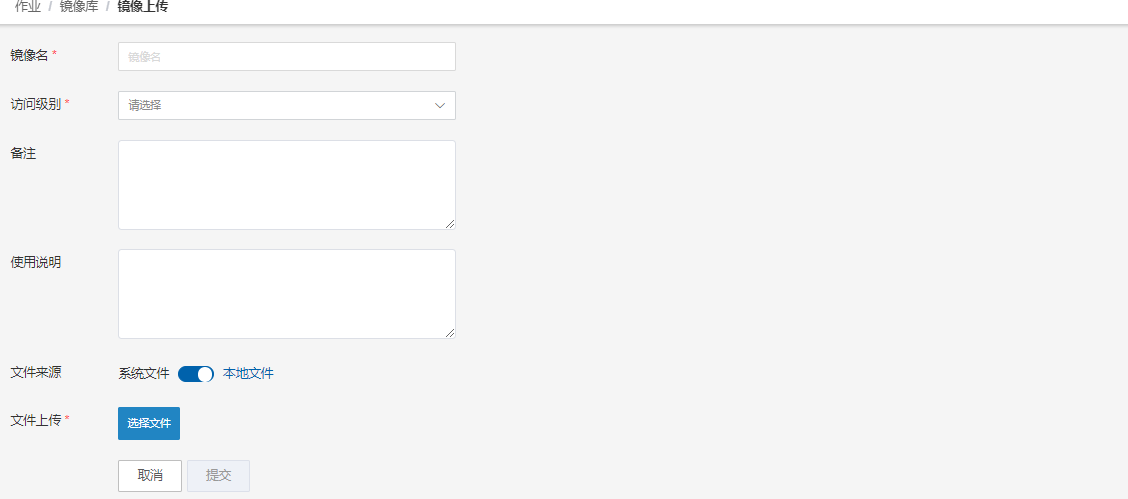 作业 / 镜像库 / 镜像上传
镜像名 *
镜像名
访问级别 *
请选择
备注
使用说明
文件来源
系统文件 本地文件
文件上传 *
选择文件
取消 提交